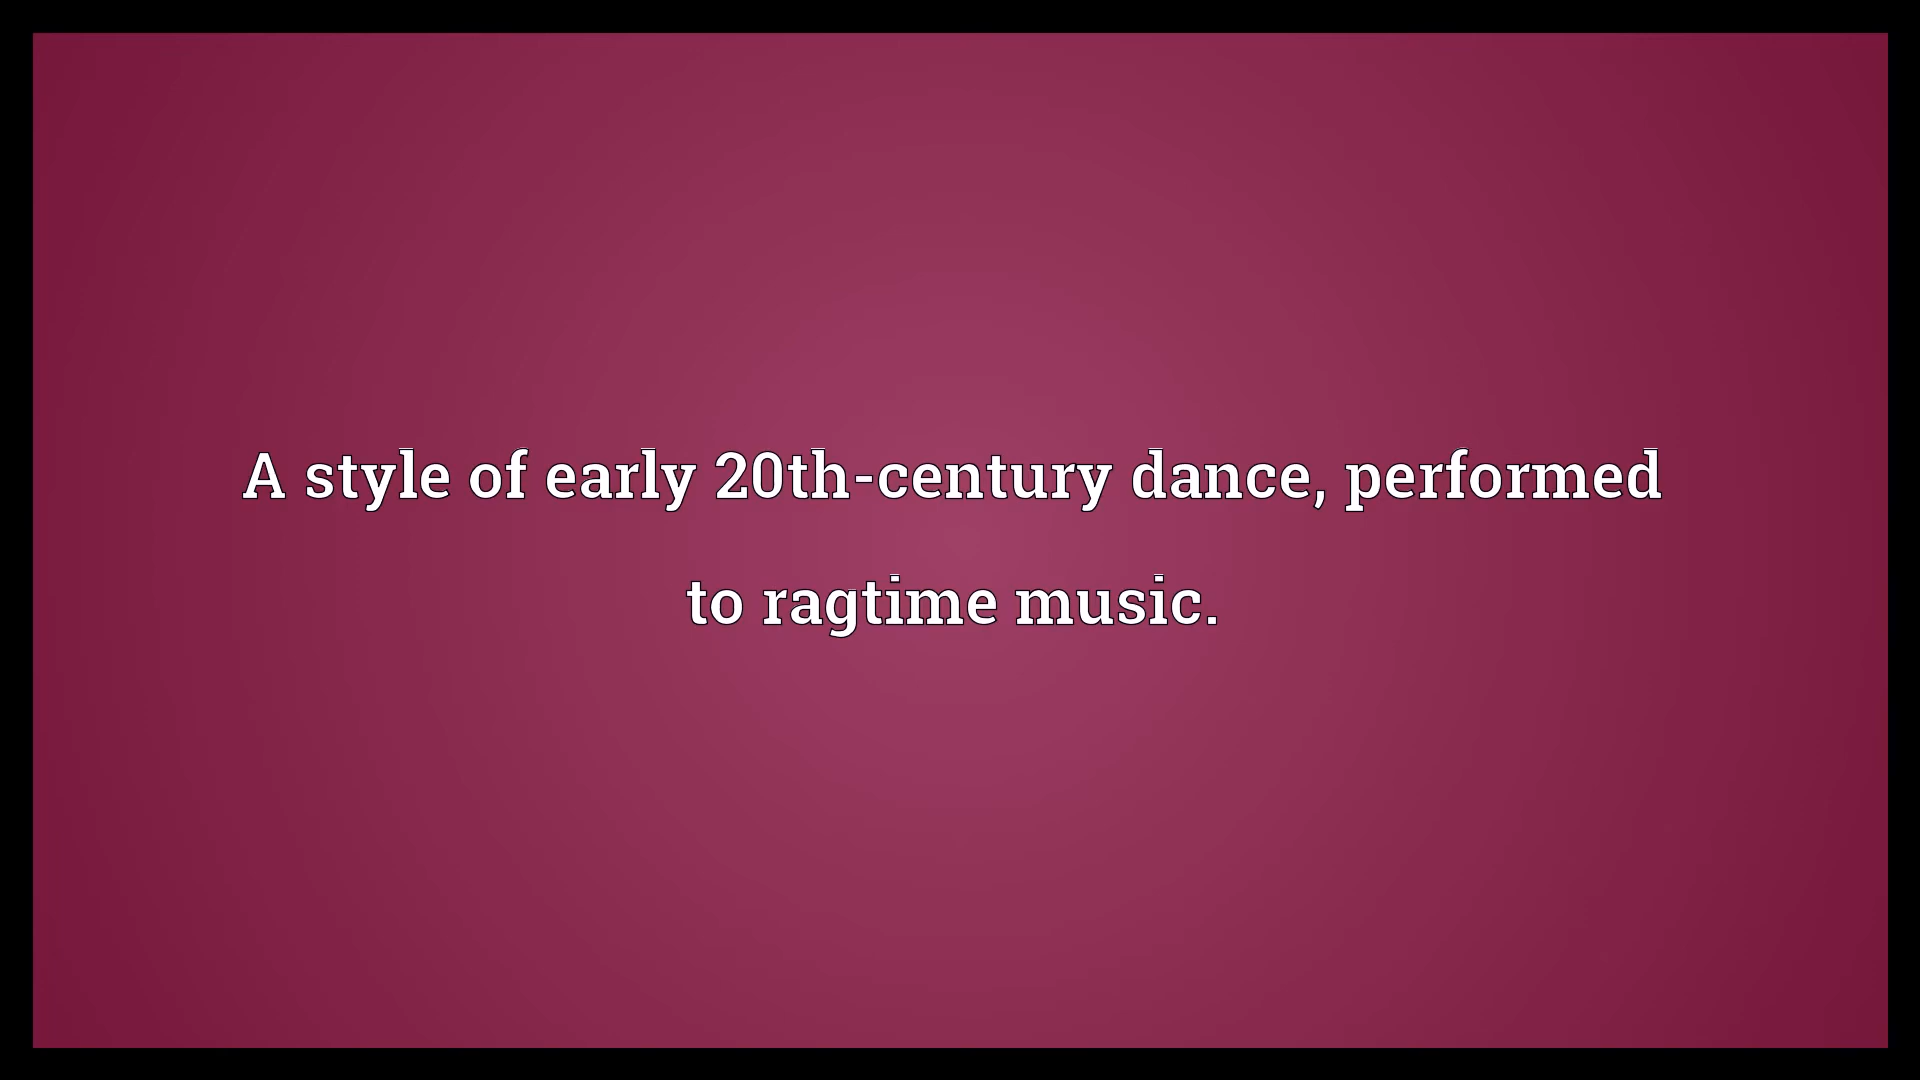 A style of early 20th-century dance, performed
to ragtime music.